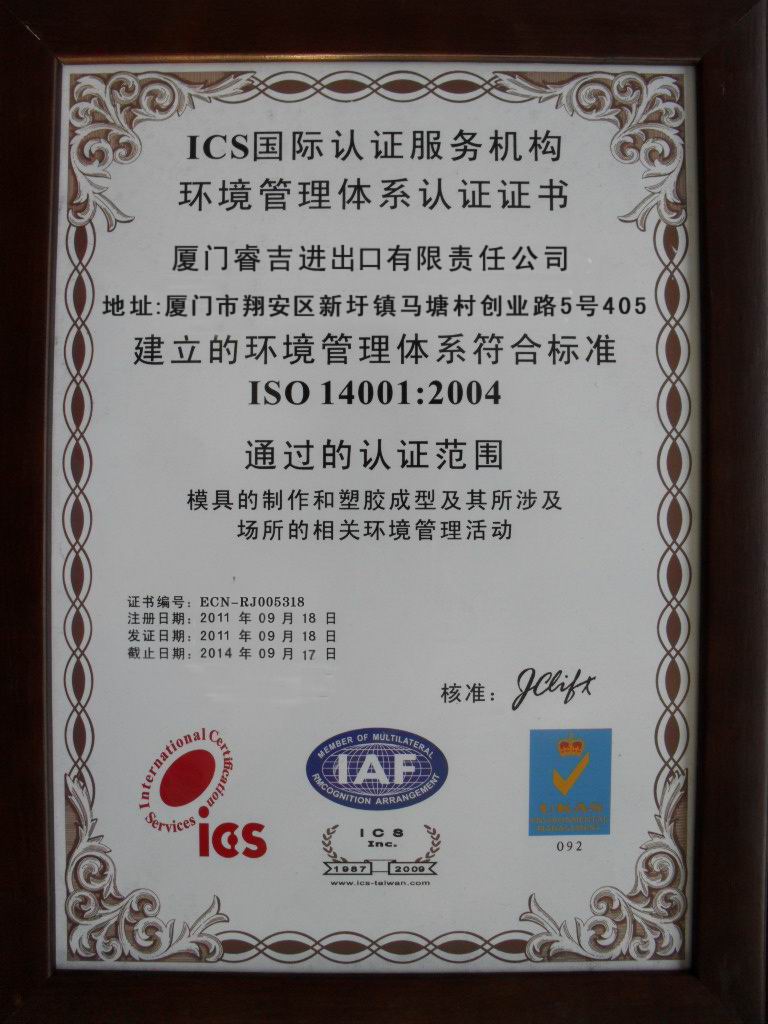 ICS国际认证服务机构
环境管理体系认证证书
厦门睿吉进出口有限责任公司
地址:厦门市翔安区新圩镇马塘村创业路5号405
建立的环境管理体系符合标准
ISO 14001:2004
通过的认证范围
模具的制作和塑胶成型及其所涉及
场所的相关环境管理活动
证书编号: ECN-RJ005318
注册日期: 2011 年 09 月 18 日
发证日期: 2011 年 09 月 18 日
截止日期: 2014 年 09 月 17 日
核准: JClift
International Certification
Services
ics
MEMBER OF MULTILATERAL
IAF
RMCOGNITION ARRANGEMENT
ICS
Inc.
1987 2009
www.ics-taiwan.com
UKAS
ENVIRONMENTAL
MANAGEMENT
092